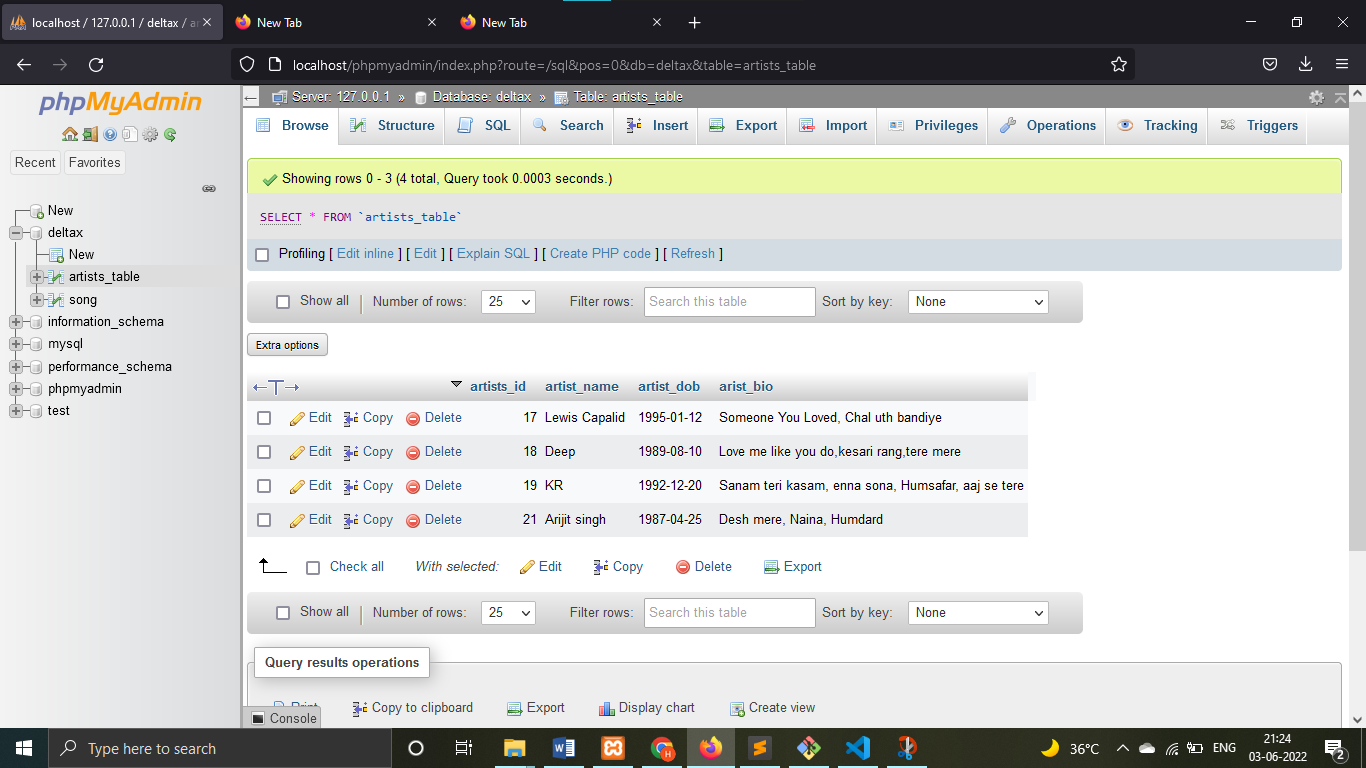 localhost / 127.0.0.1 / deltax / ar
New Tab
New Tab
localhost/phpmyadmin/index.php?route=/sql&pos=0&db=deltax&table=artists_table
phpMyAdmin
Recent Favorites
New
deltax
New
artists_table
song
information_schema
mysql
performance_schema
phpmyadmin
test
Server: 127.0.0.1 » Database: deltax » Table: artists_table
Browse Structure SQL Search Insert Export Import Privileges Operations Tracking Triggers
Showing rows 0 - 3 (4 total, Query took 0.0003 seconds.)
SELECT * FROM `artists_table`
Profiling [ Edit inline ] [ Edit ] [ Explain SQL ] [ Create PHP code ] [ Refresh ]
Show all Number of rows: 25 Filter rows: Search this table Sort by key: None
Extra options
artists_id artist_name artist_dob arist_bio
Edit Copy Delete 17 Lewis Capalid 1995-01-12 Someone You Loved, Chal uth bandiye
Edit Copy Delete 18 Deep 1989-08-10 Love me like you do,kesari rang,tere mere
Edit Copy Delete 19 KR 1992-12-20 Sanam teri kasam, enna sona, Humsafar, aaj se tere
Edit Copy Delete 21 Arijit singh 1987-04-25 Desh mere, Naina, Humdard
Check all With selected: Edit Copy Delete Export
Show all Number of rows: 25 Filter rows: Search this table Sort by key: None
Query results operations
Print Copy to clipboard Export Display chart Create view
Console
Type here to search
36°C
ENG
21:24
03-06-2022
2